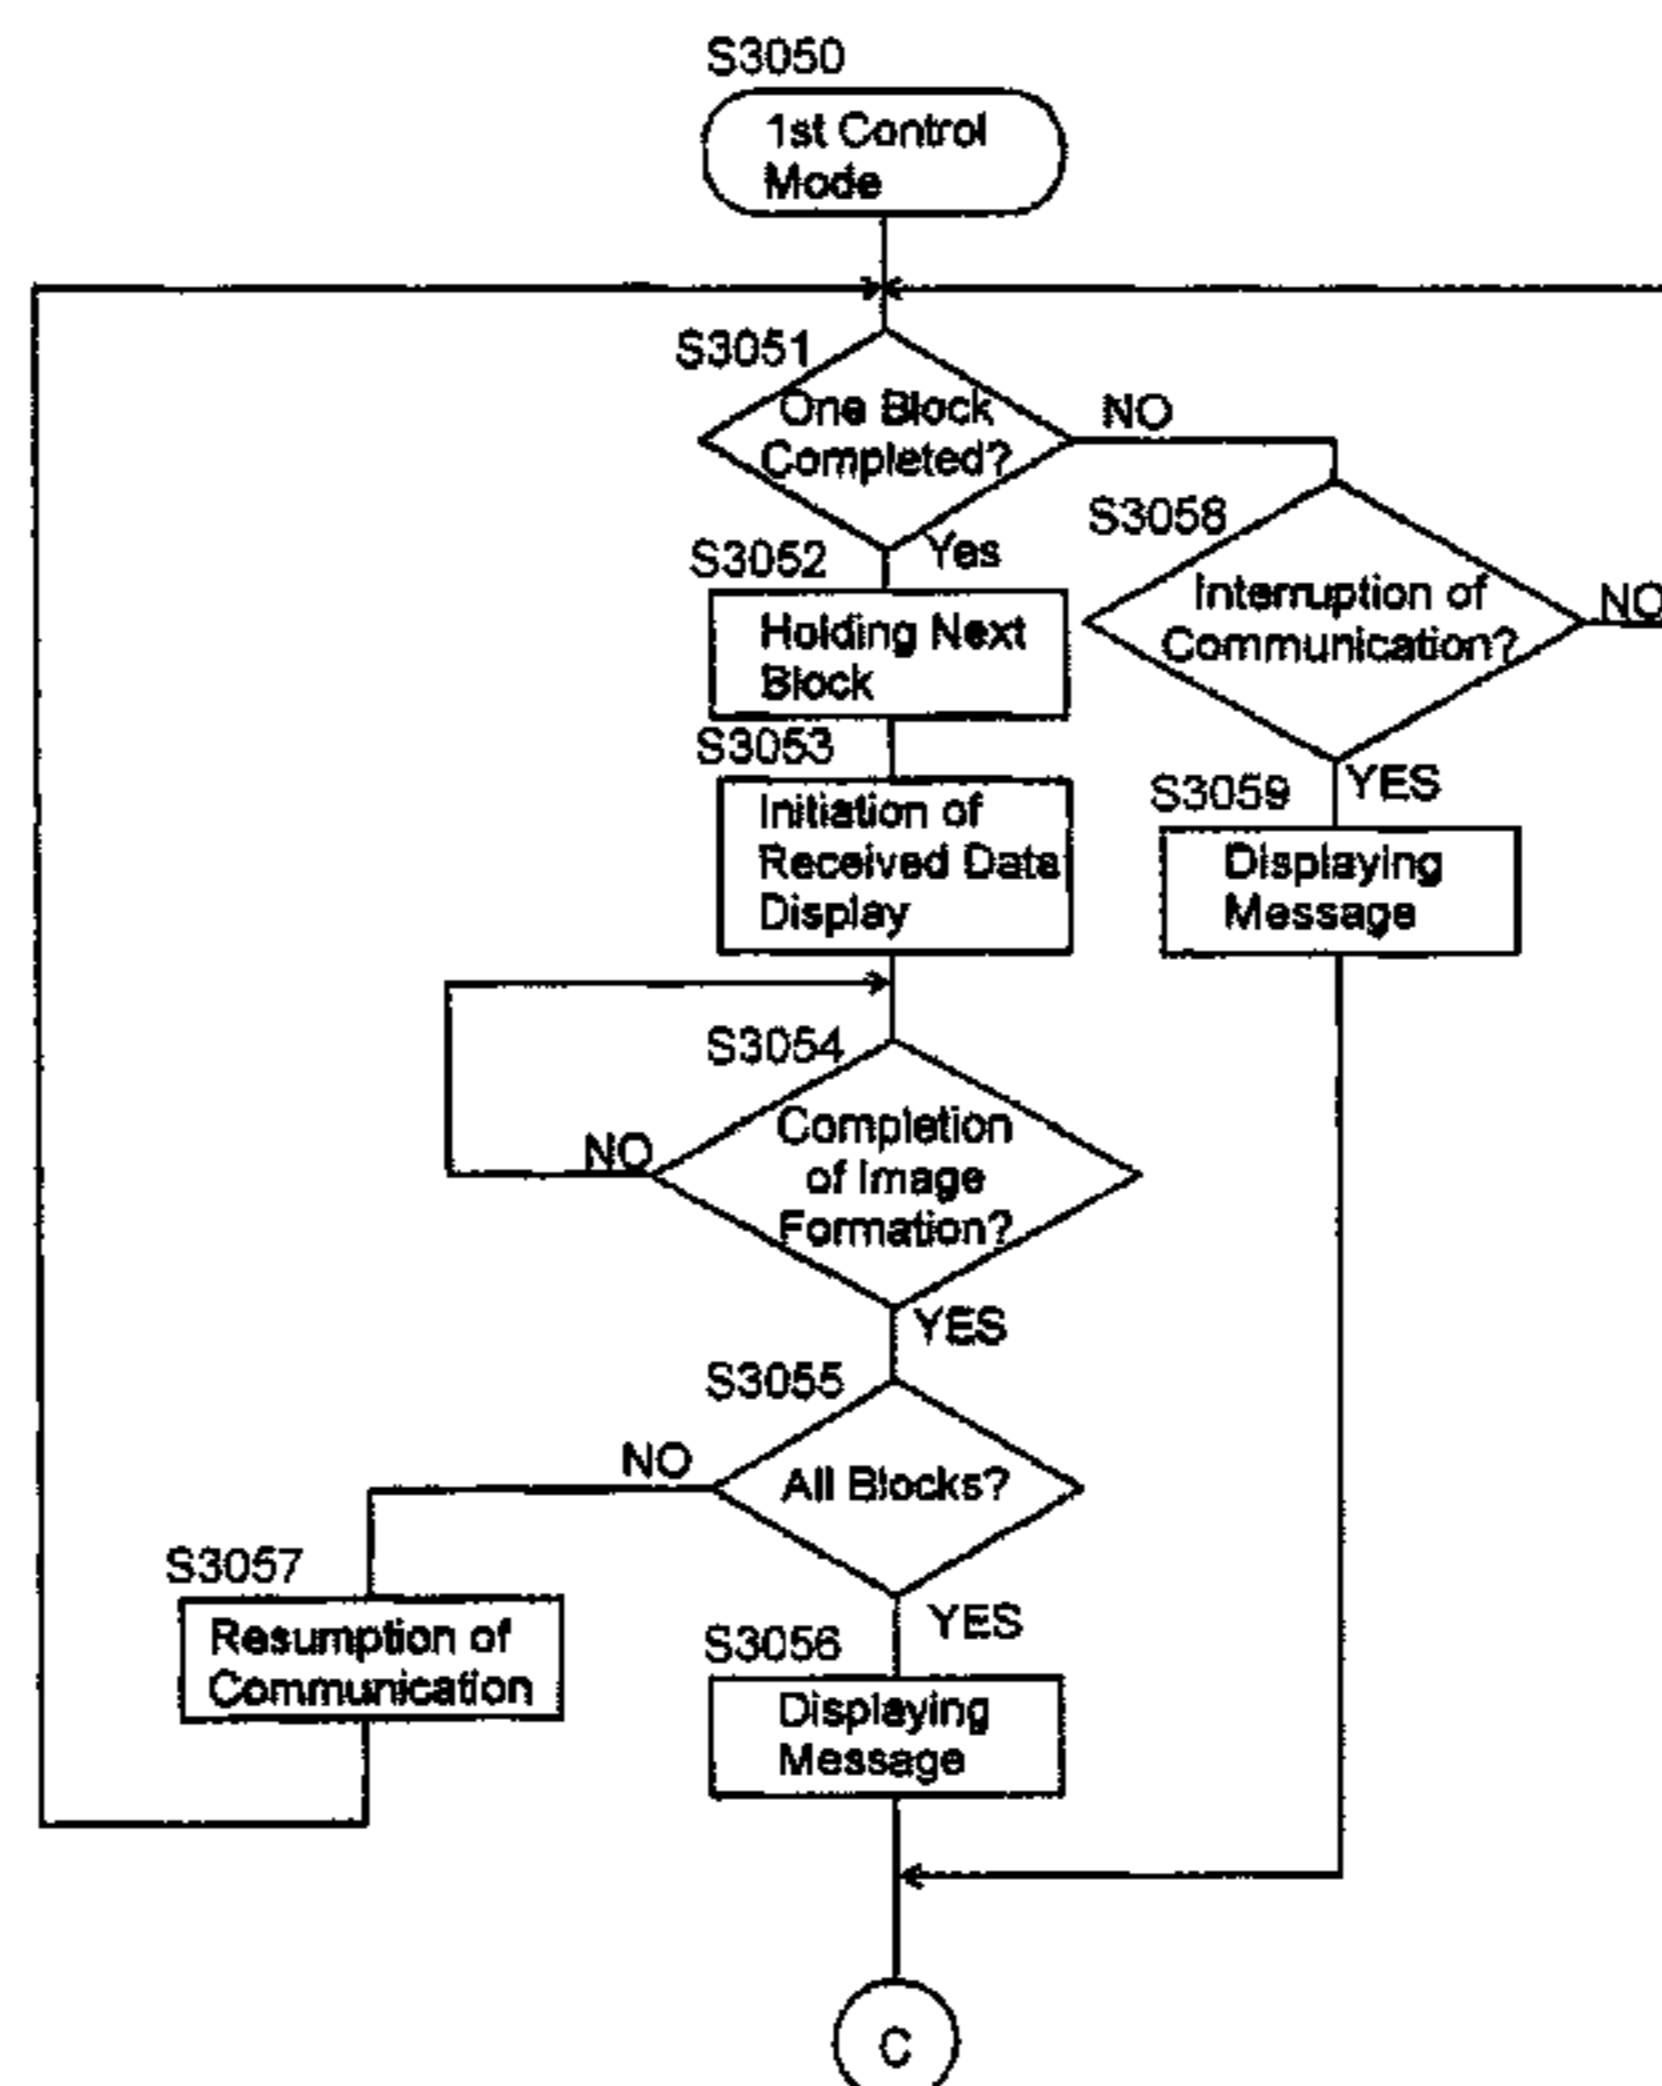 S3050
1st Control
Mode
S3051
One Block
Completed?
NO
Yes
S3058
Interruption of
Communication?
NO
YES
S3052
Holding Next
Block
S3053
Initiation of
Received Data
Display
S3059
Displaying
Message
S3054
Completion
of Image
Formation?
NO
YES
S3055
All Blocks?
NO
YES
S3057
Resumption of
Communication
S3056
Displaying
Message
C